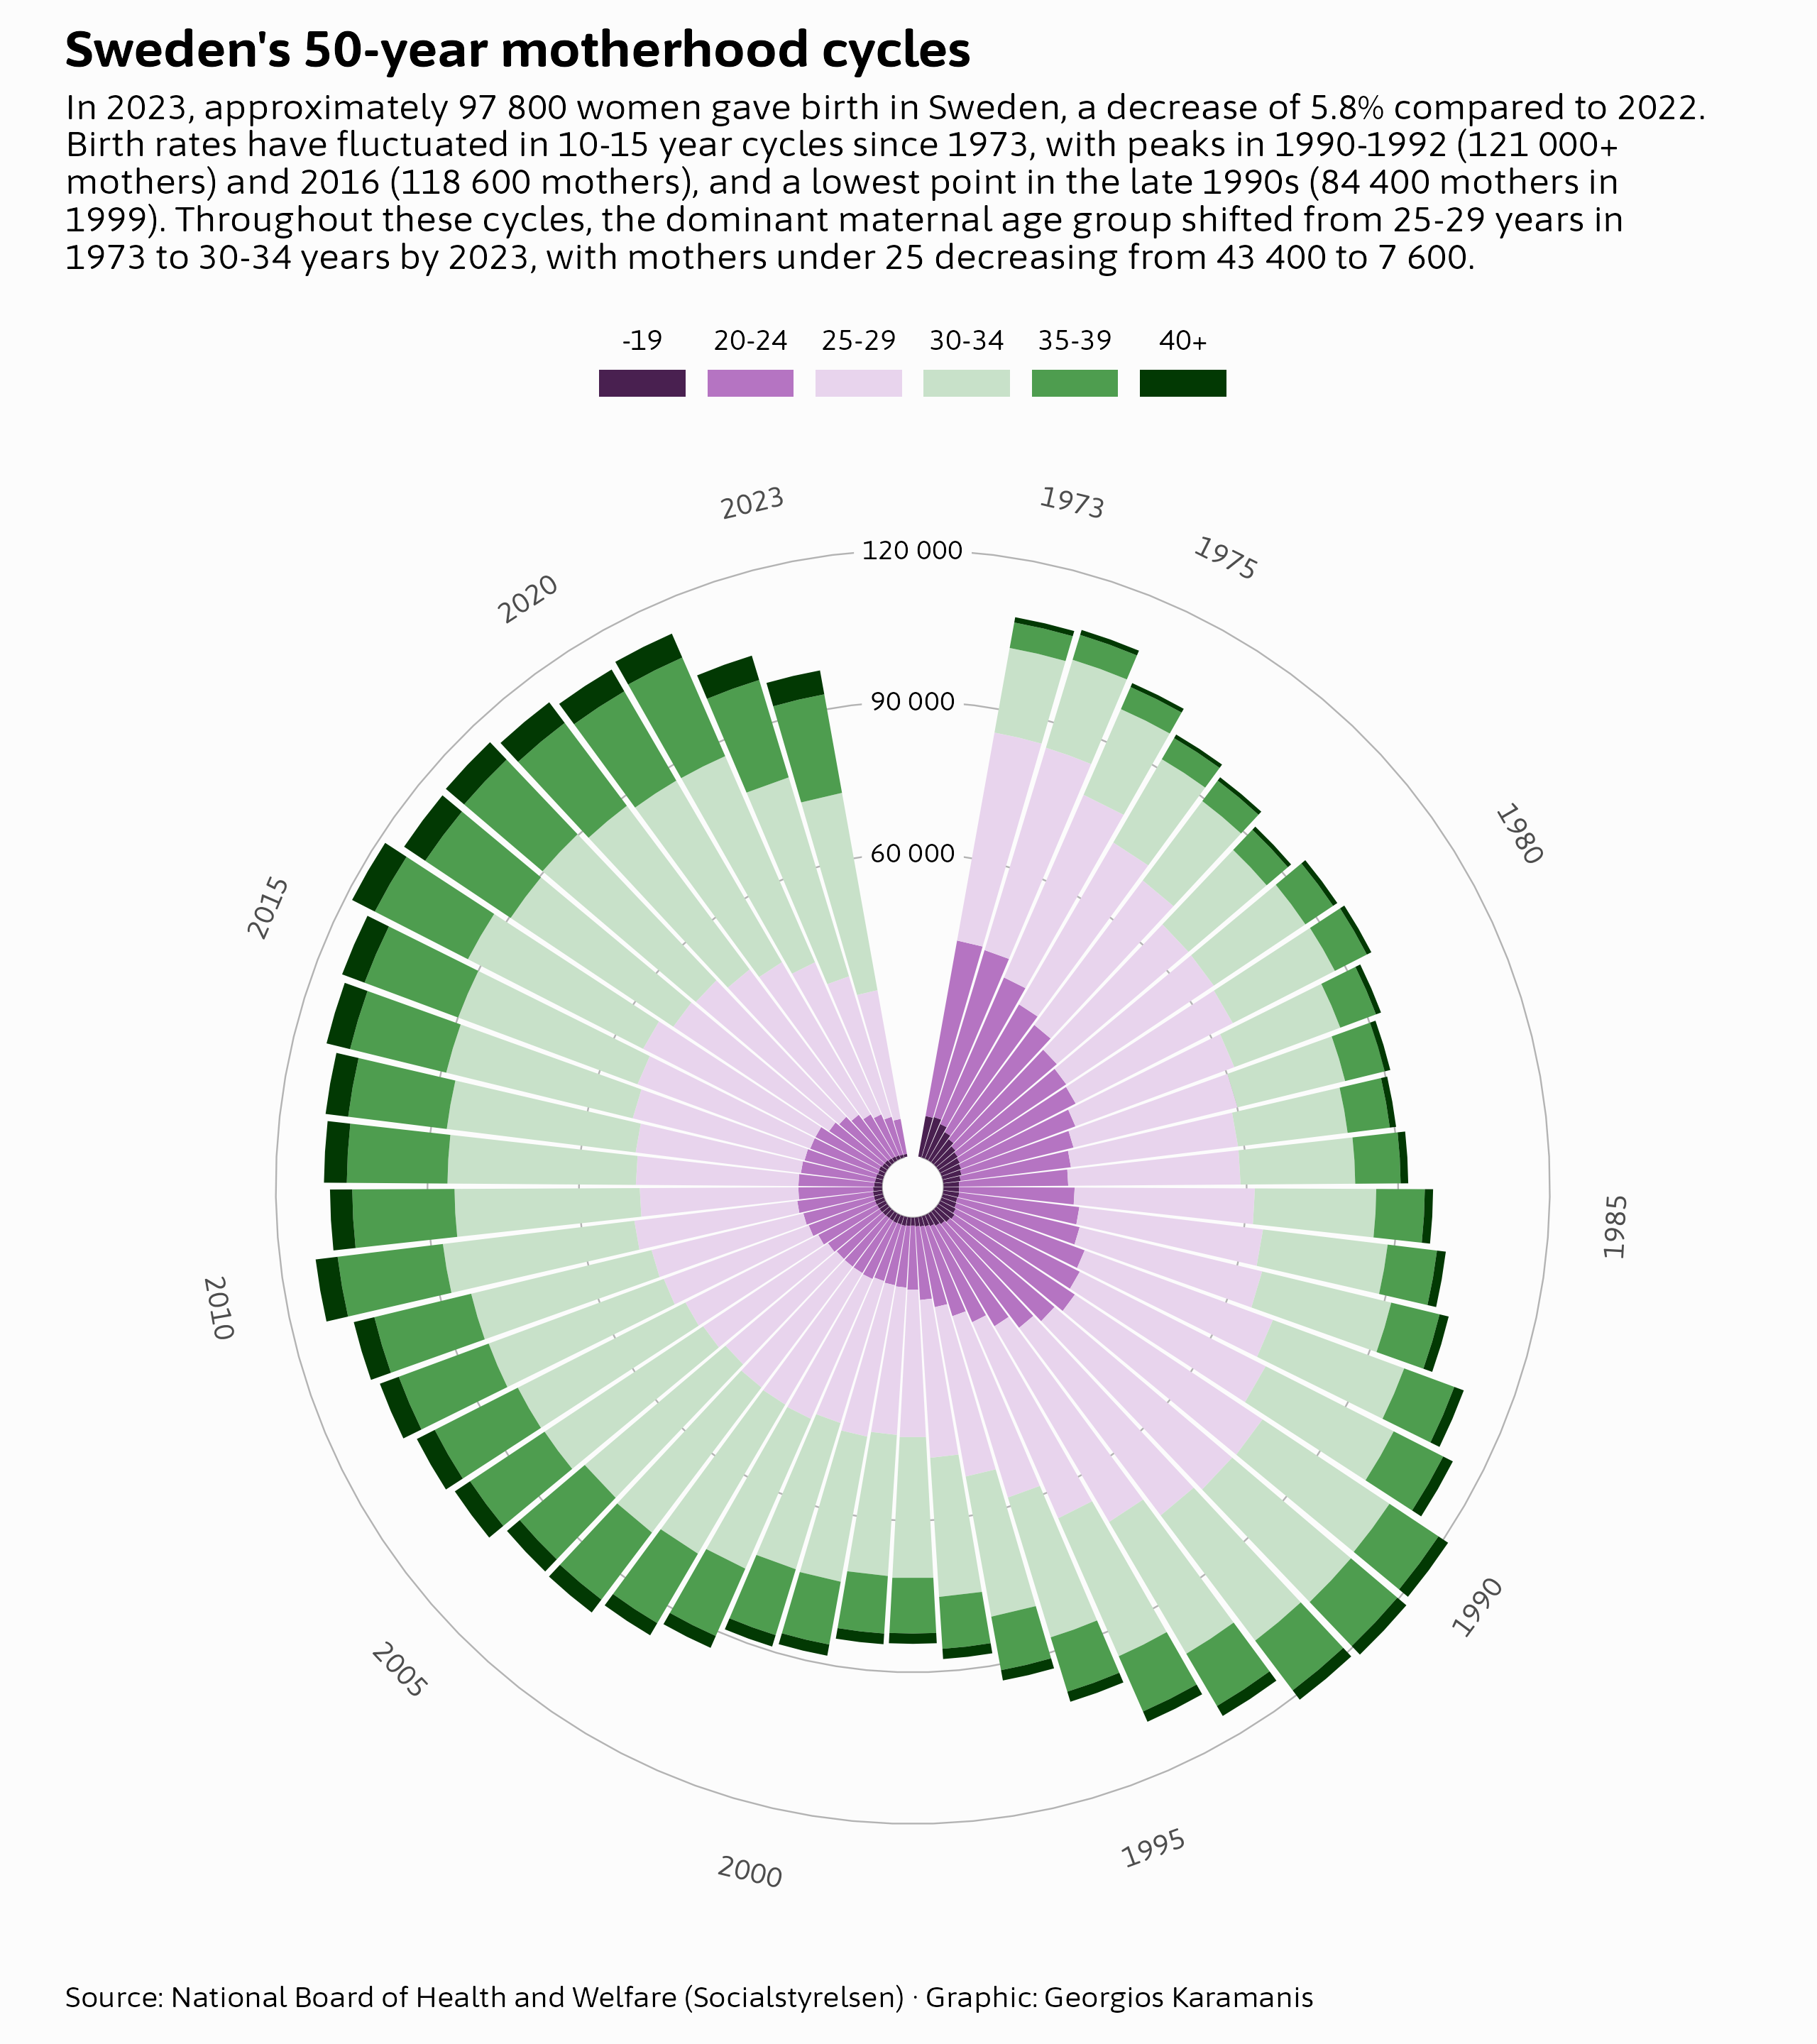 Sweden's 50-year motherhood cycles
In 2023, approximately 97 800 women gave birth in Sweden, a decrease of 5.8% compared to 2022.
Birth rates have fluctuated in 10-15 year cycles since 1973, with peaks in 1990-1992 (121 000+
mothers) and 2016 (118 600 mothers), and a lowest point in the late 1990s (84 400 mothers in
1999). Throughout these cycles, the dominant maternal age group shifted from 25-29 years in
1973 to 30-34 years by 2023, with mothers under 25 decreasing from 43 400 to 7 600.
-19 20-24 25-29 30-34 35-39 40+
2023
1973
120 000
1975
2020
90 000
1980
60 000
2015
1985
2010
1990
2005
1995
2000
Source: National Board of Health and Welfare (Socialstyrelsen) · Graphic: Georgios Karamanis